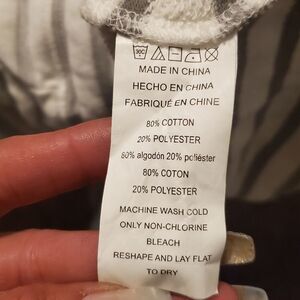 30C
MADE IN CHINA
HECHO EN CHINA
FABRIQUÉ EN CHINE
80% COTTON
20% POLYESTER
80% algodón 20% poliéster
80% COTON
20% POLYESTER
MACHINE WASH COLD
ONLY NON-CHLORINE
BLEACH
RESHAPE AND LAY FLAT
TO DRY